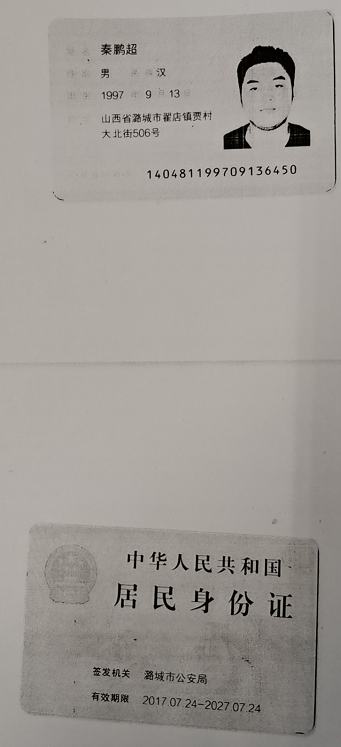 秦鹏超
男 汉
1997 年 9 月 13 日
山西省潞城市翟店镇贾村
大北街506号
140481199709136450
中华人民共和国
居民身份证
签发机关 潞城市公安局
有效期限 2017.07.24-2027.07.24